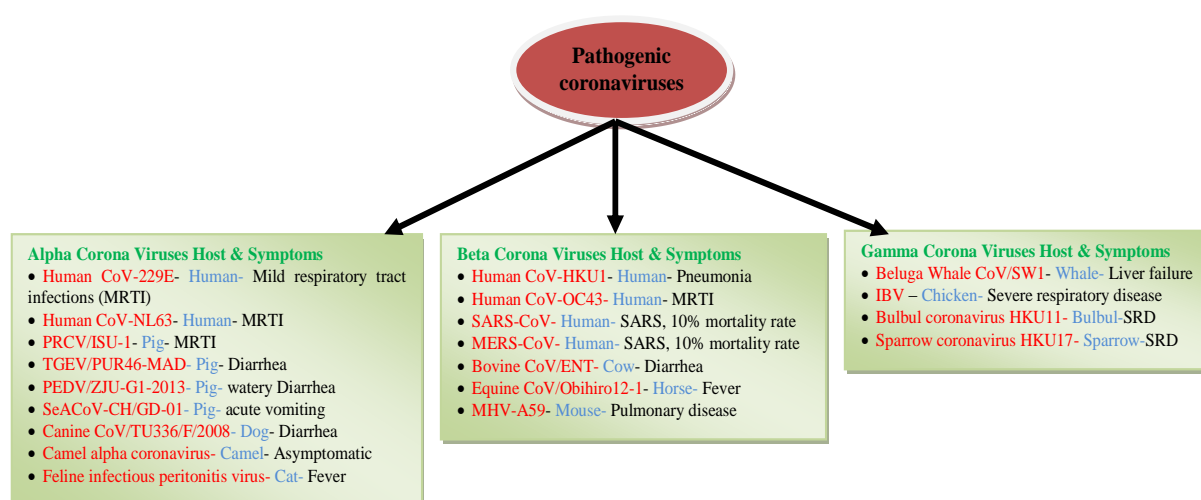 Pathogenic
coronaviruses
Alpha Corona Viruses Host & Symptoms
• Human CoV-229E- Human- Mild respiratory tract
infections (MRTI)
• Human CoV-NL63- Human- MRTI
• PRCV/ISU-1- Pig- MRTI
• TGEV/PUR46-MAD- Pig- Diarrhea
• PEDV/ZJU-G1-2013- Pig- watery Diarrhea
• SeACoV-CH/GD-01- Pig- acute vomiting
• Canine CoV/TU336/F/2008- Dog- Diarrhea
• Camel alpha coronavirus- Camel- Asymptomatic
• Feline infectious peritonitis virus- Cat- Fever
Beta Corona Viruses Host & Symptoms
• Human CoV-HKU1- Human- Pneumonia
• Human CoV-OC43- Human- MRTI
• SARS-CoV- Human- SARS, 10% mortality rate
• MERS-CoV- Human- SARS, 10% mortality rate
• Bovine CoV/ENT- Cow- Diarrhea
• Equine CoV/Obihiro12-1- Horse- Fever
• MHV-A59- Mouse- Pulmonary disease
Gamma Corona Viruses Host & Symptoms
• Beluga Whale CoV/SW1- Whale- Liver failure
• IBV – Chicken- Severe respiratory disease
• Bulbul coronavirus HKU11- Bulbul-SRD
• Sparrow coronavirus HKU17- Sparrow-SRD